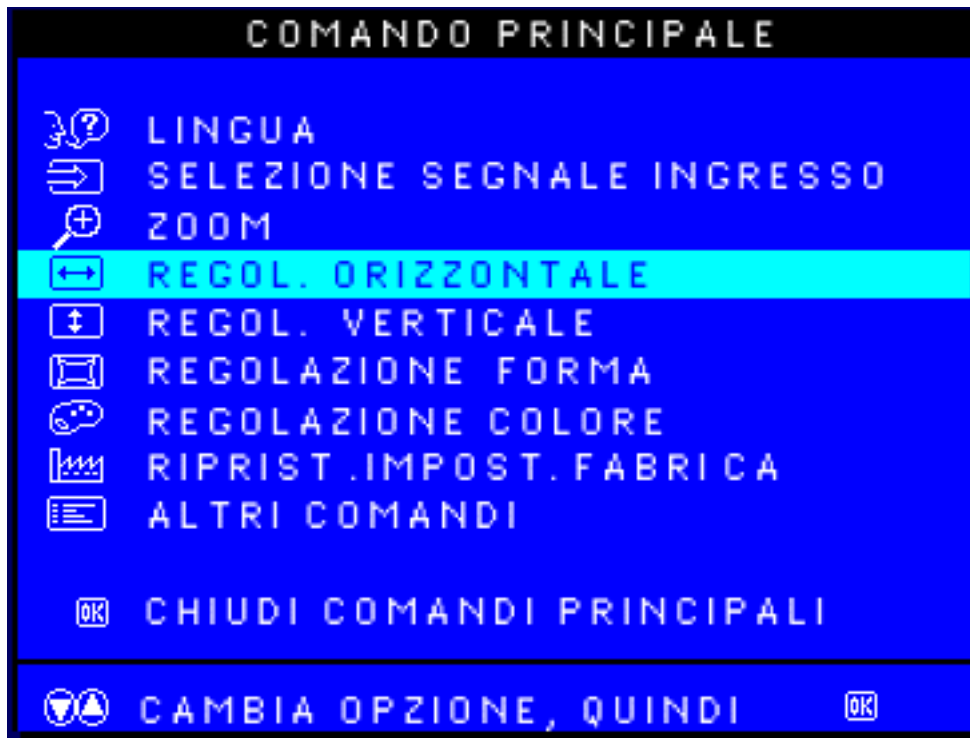 COMANDO PRINCIPALE
LINGUA
SELEZIONE SEGNALE INGRESSO
ZOOM
REGOL. ORIZZONTALE
REGOL. VERTICALE
REGOLAZIONE FORMA
REGOLAZIONE COLORE
RIPRIST.IMPOST.FABRICA
ALTRI COMANDI
OK CHIUDI COMANDI PRINCIPALI
CAMBIA OPZIONE, QUINDI OK